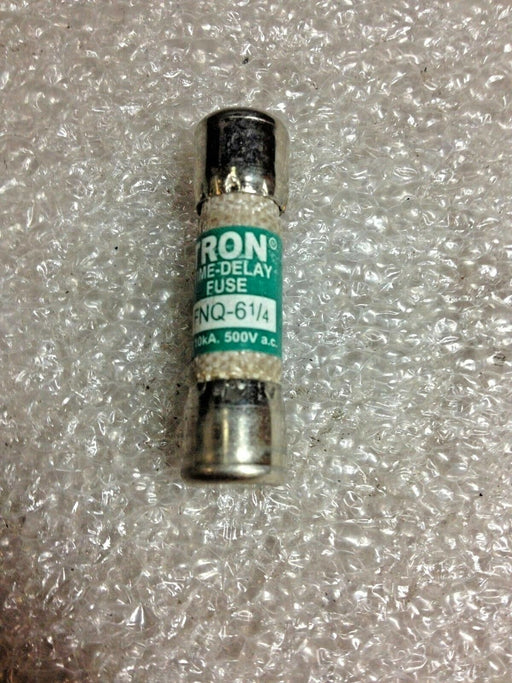 TRON®
ME-DELAY
FUSE
FNQ-61/4
10kA. 500V a.c.